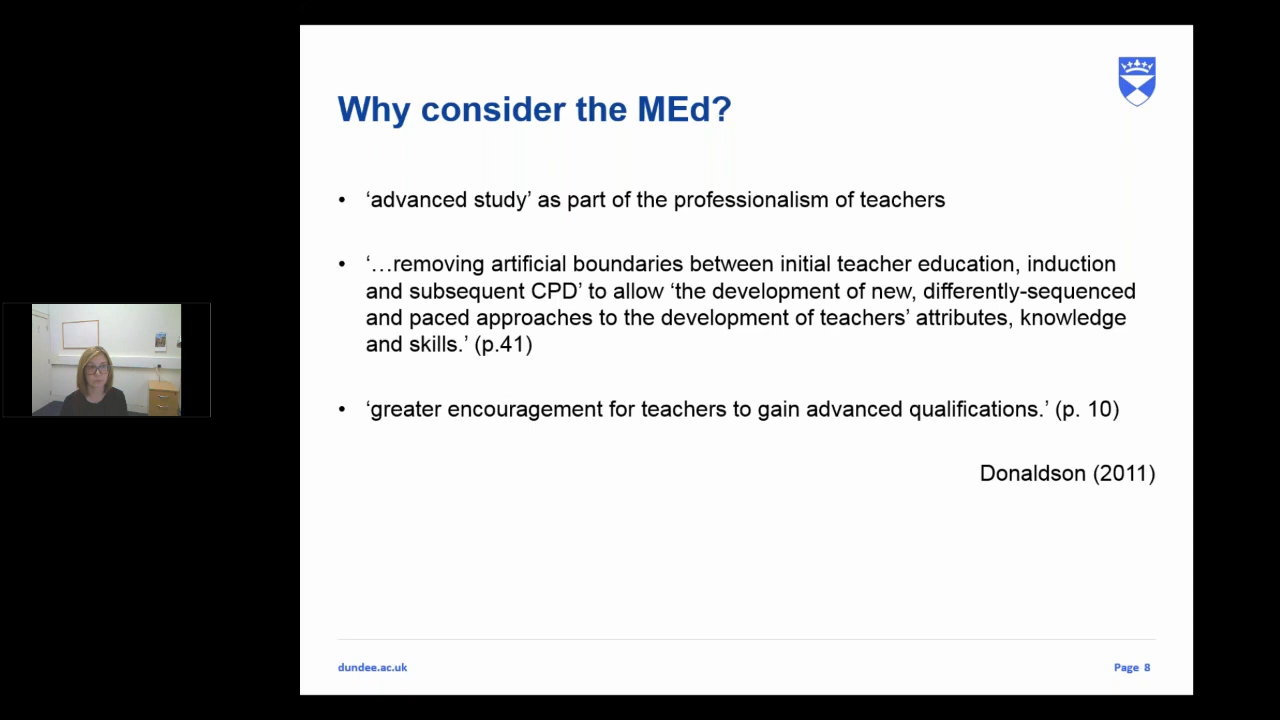 Why consider the MEd?
• ‘advanced study’ as part of the professionalism of teachers
• ‘…removing artificial boundaries between initial teacher education, induction
and subsequent CPD’ to allow ‘the development of new, differently-sequenced
and paced approaches to the development of teachers’ attributes, knowledge
and skills.’ (p.41)
• ‘greater encouragement for teachers to gain advanced qualifications.’ (p. 10)
Donaldson (2011)
dundee.ac.uk
Page 8